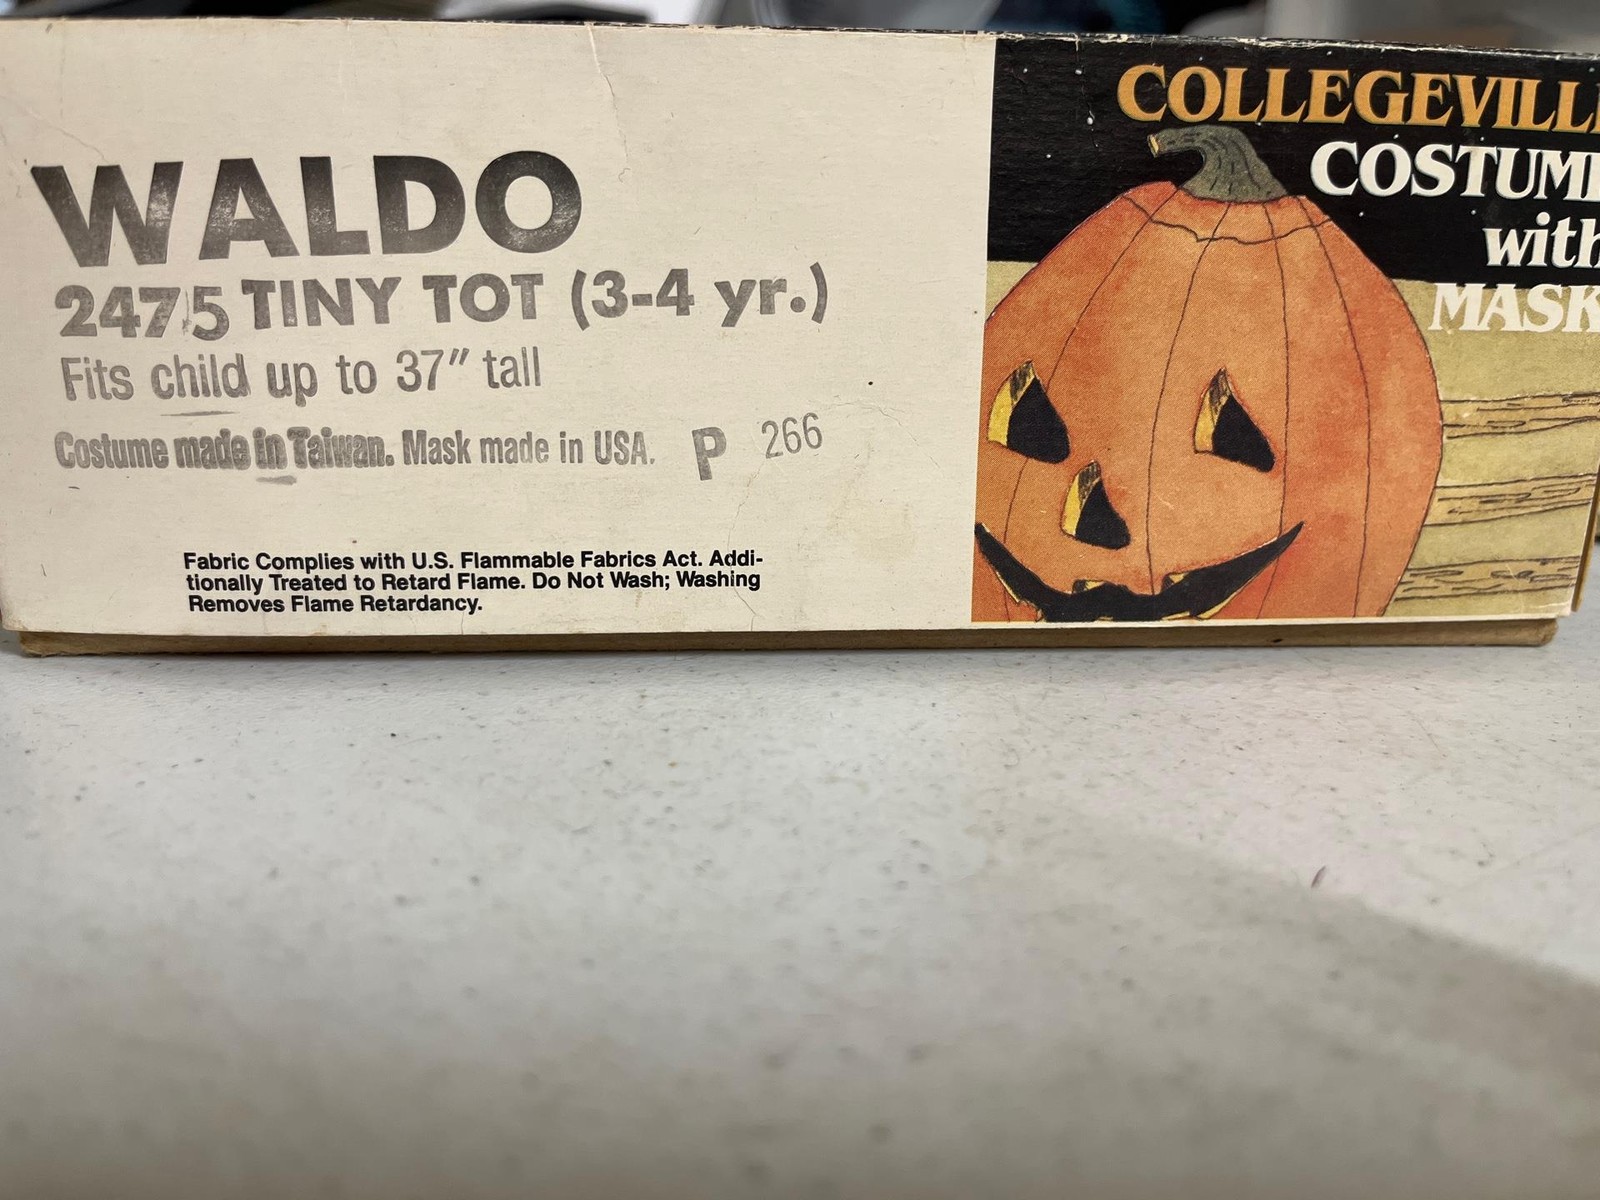 WALDO
2475 TINY TOT (3-4 yr.)
Fits child up to 37" tall
Costume made in Taiwan. Mask made in USA. P 266
Fabric Complies with U.S. Flammable Fabrics Act. Addi-
tionally Treated to Retard Flame. Do Not Wash; Washing
Removes Flame Retardancy.
COLLEGEVILL
COSTUM
with
MASK